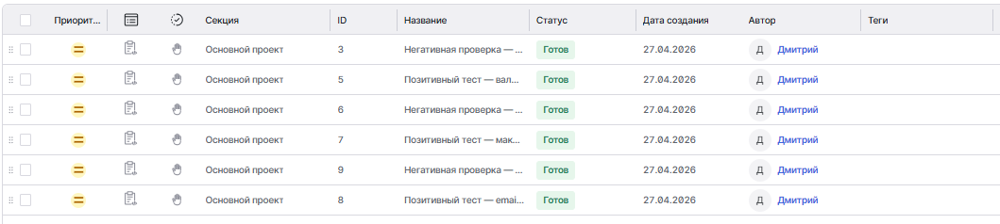 Приорит... Секция ID Название Статус Дата создания Автор Теги
Основной проект 3 Негативная проверка — ... Готов 27.04.2026 Д Дмитрий
Основной проект 5 Позитивный тест — вал... Готов 27.04.2026 Д Дмитрий
Основной проект 6 Негативная проверка — ... Готов 27.04.2026 Д Дмитрий
Основной проект 7 Позитивный тест — мак... Готов 27.04.2026 Д Дмитрий
Основной проект 9 Негативная проверка — ... Готов 27.04.2026 Д Дмитрий
Основной проект 8 Позитивный тест — emai... Готов 27.04.2026 Д Дмитрий